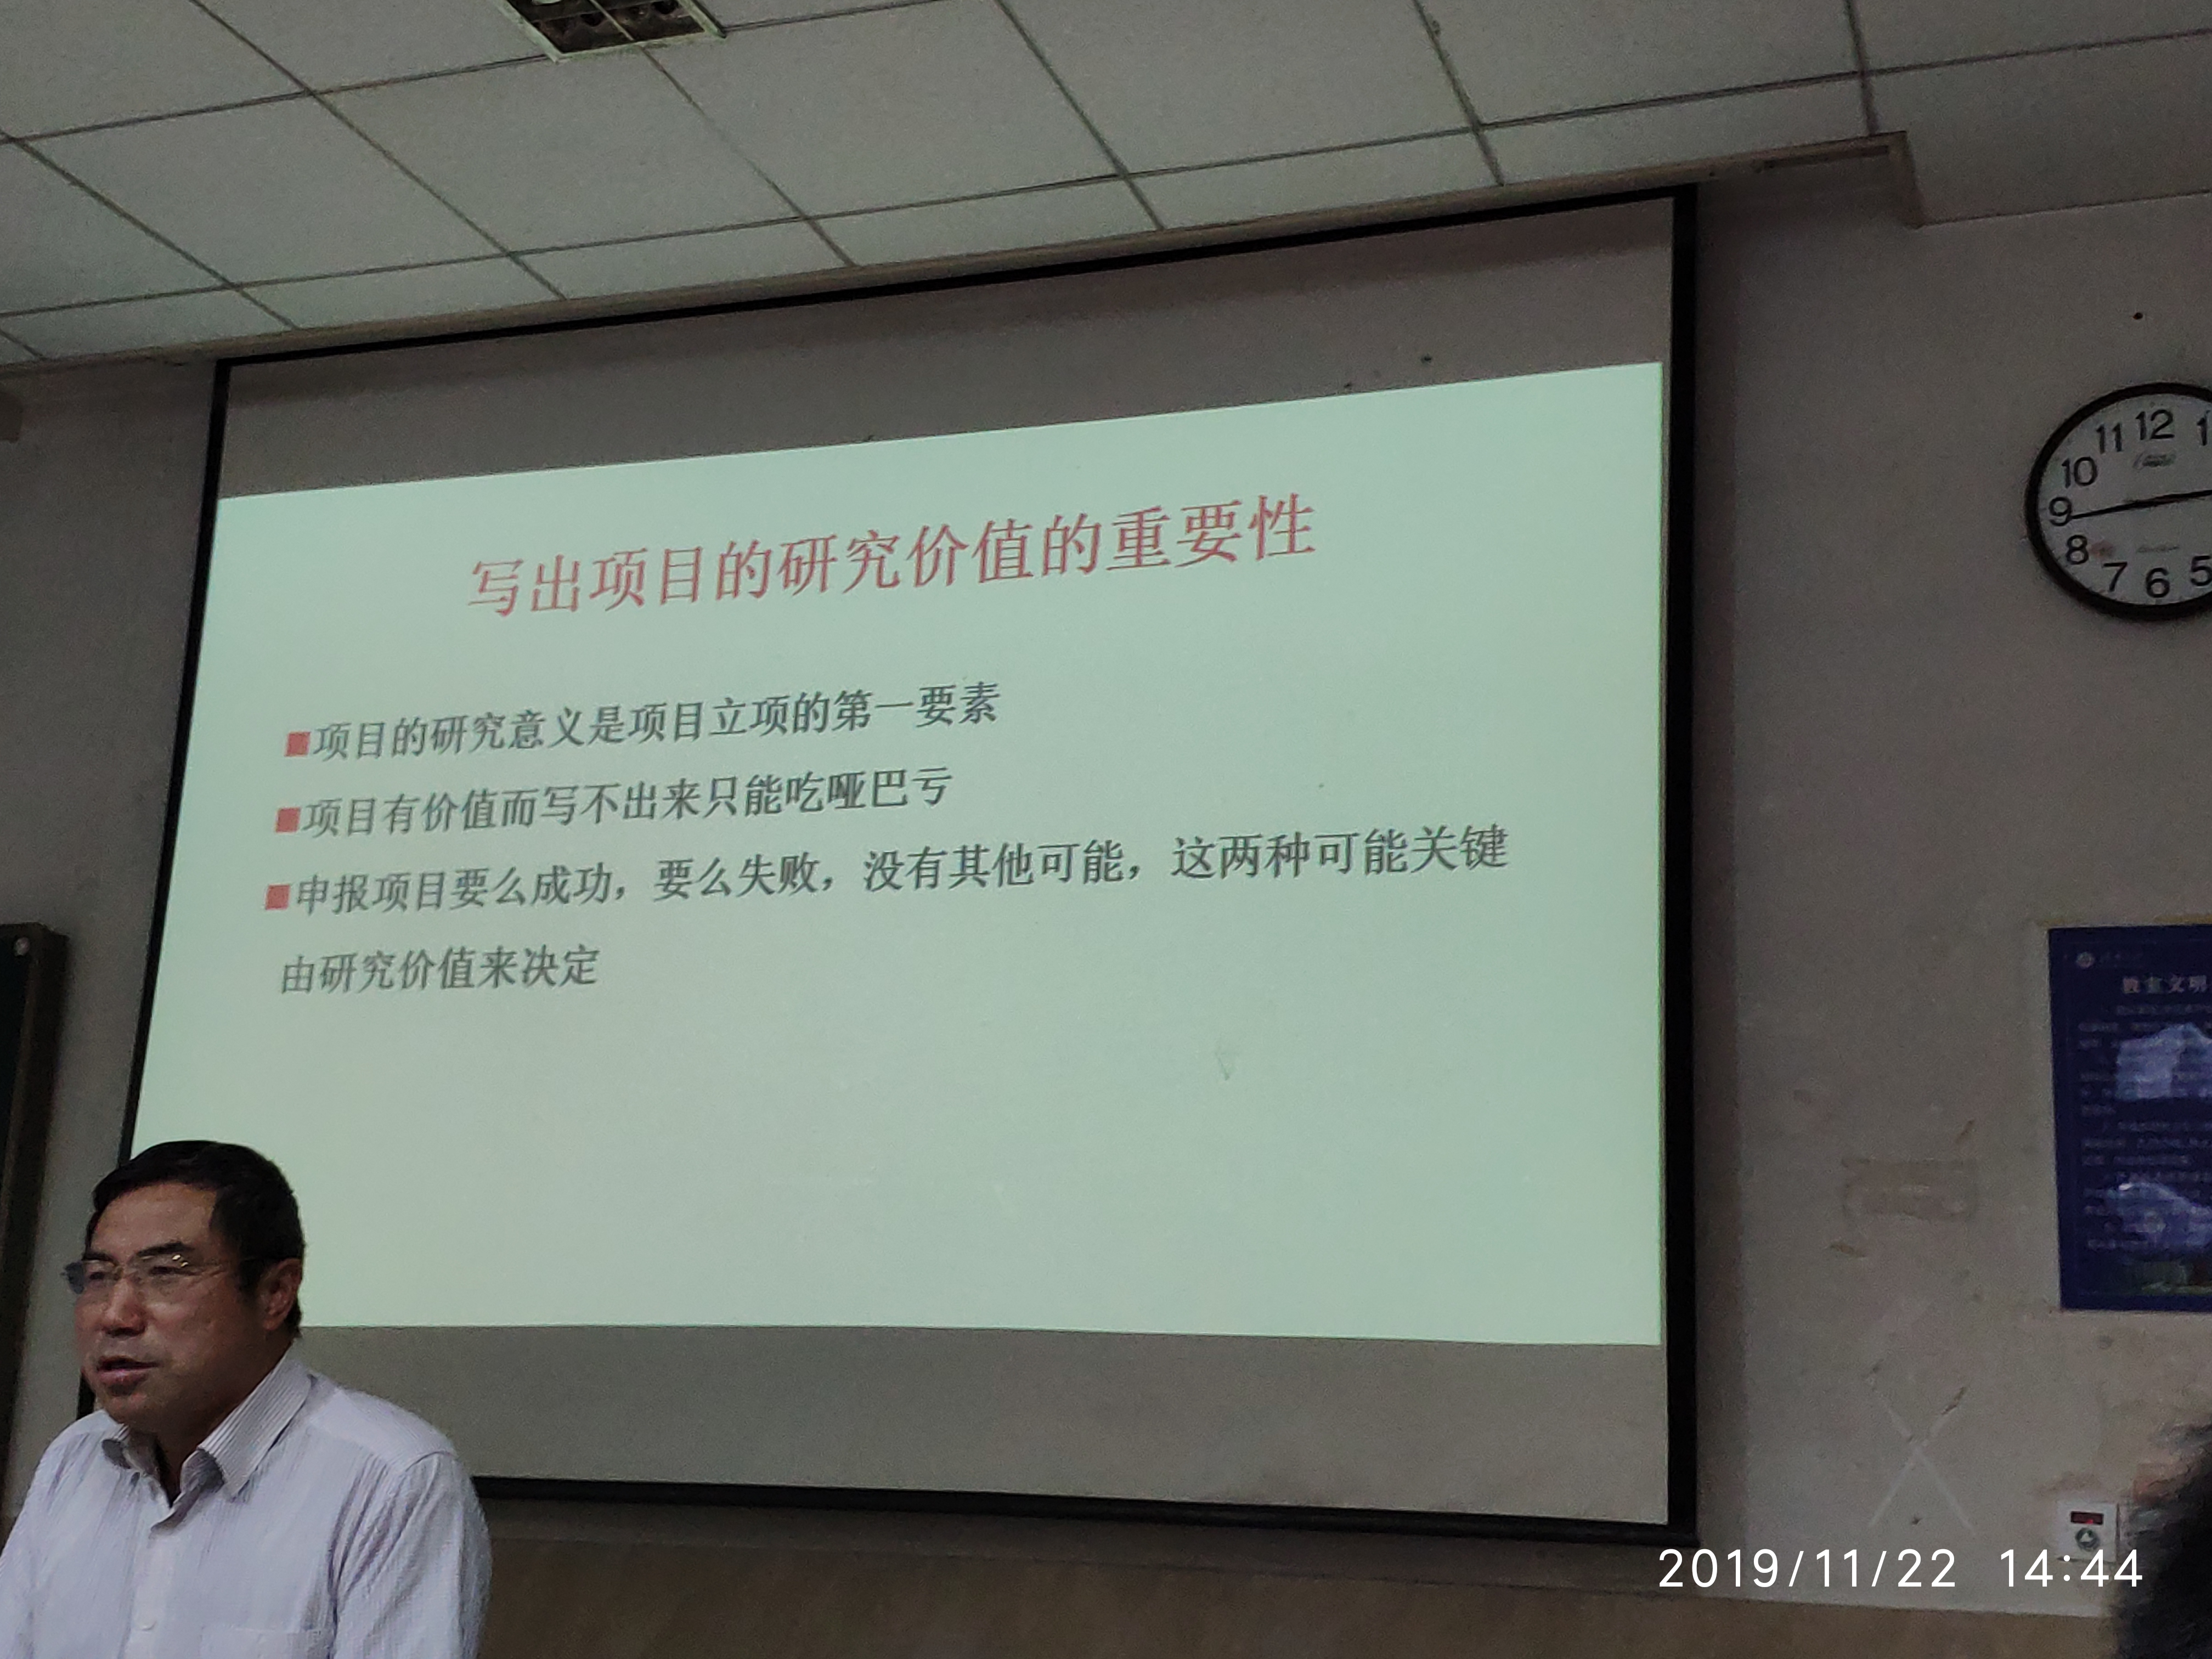 写出项目的研究价值的重要性
■项目的研究意义是项目立项的第一要素
■项目有价值而写不出来只能吃哑巴亏
■申报项目要么成功，要么失败，没有其他可能，这两种可能关键
由研究价值来决定
11 12 1
10
9
8
7 6 5
教室文明
2019/11/22 14:44